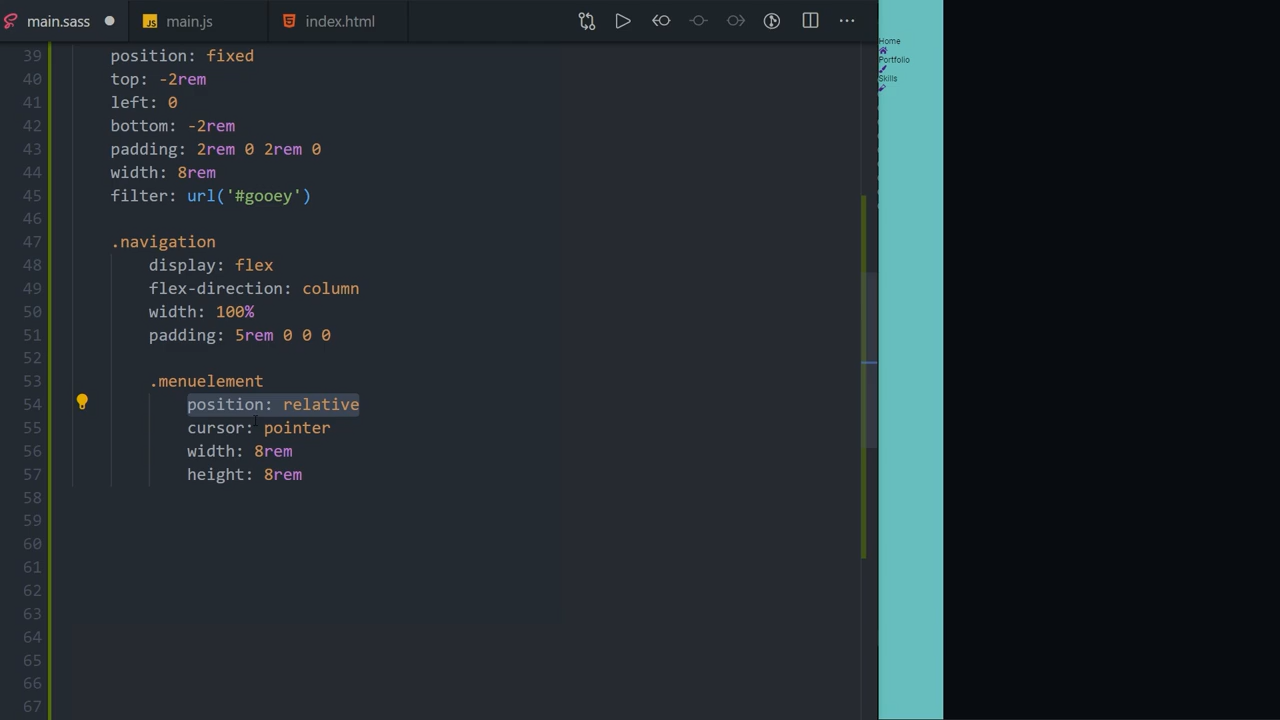 main.sass
main.js
index.html
39 position: fixed
40 top: -2rem
41 left: 0
42 bottom: -2rem
43 padding: 2rem 0 2rem 0
44 width: 8rem
45 filter: url('#gooey')
46
47 .navigation
48 display: flex
49 flex-direction: column
50 width: 100%
51 padding: 5rem 0 0 0
52
53 .menuelement
54 position: relative
55 cursor: pointer
56 width: 8rem
57 height: 8rem
58
59
60
61
62
63
64
65
66
67
Home
Portfolio
Skills